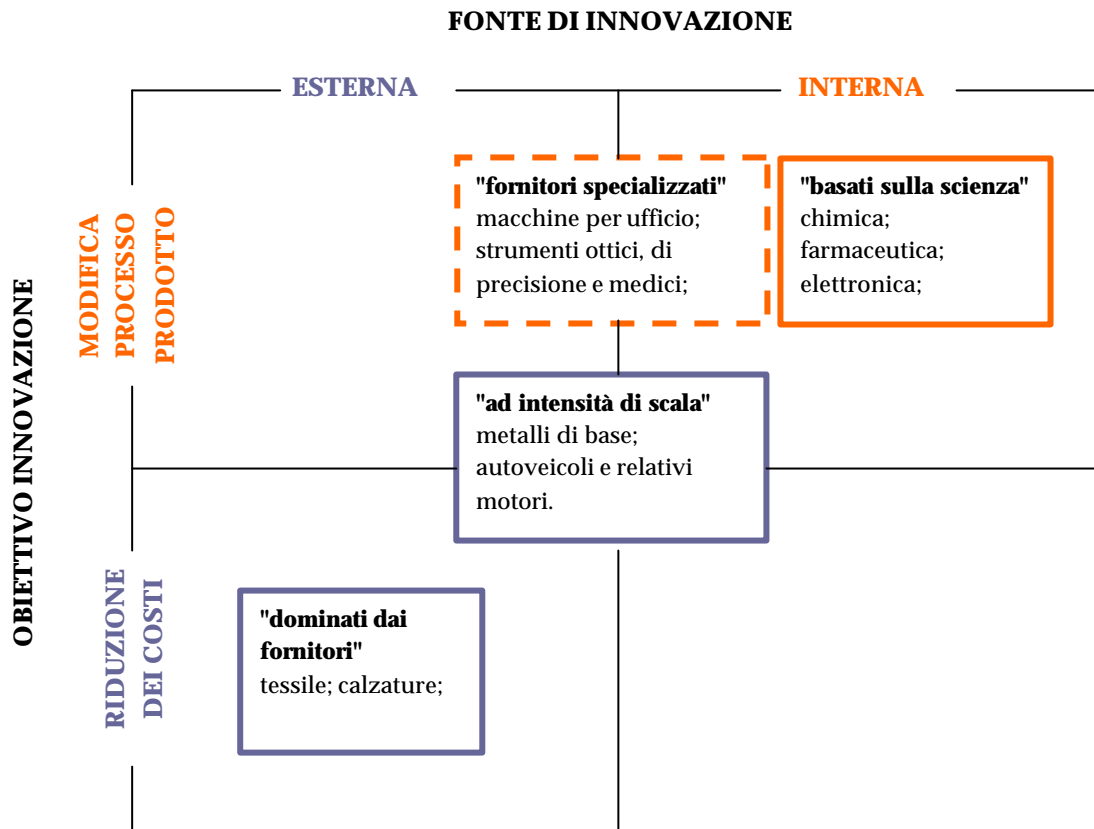 FONTE DI INNOVAZIONE
ESTERNA
INTERNA
OBIETTIVO INNOVAZIONE
MODIFICA
PROCESSO
PRODOTTO
"fornitori specializzati"
macchine per ufficio;
strumenti ottici, di
precisione e medici;
"basati sulla scienza"
chimica;
farmaceutica;
elettronica;
"ad intensità di scala"
metalli di base;
autoveicoli e relativi
motori.
RIDUZIONE
DEI COSTI
"dominati dai
fornitori"
tessile; calzature;